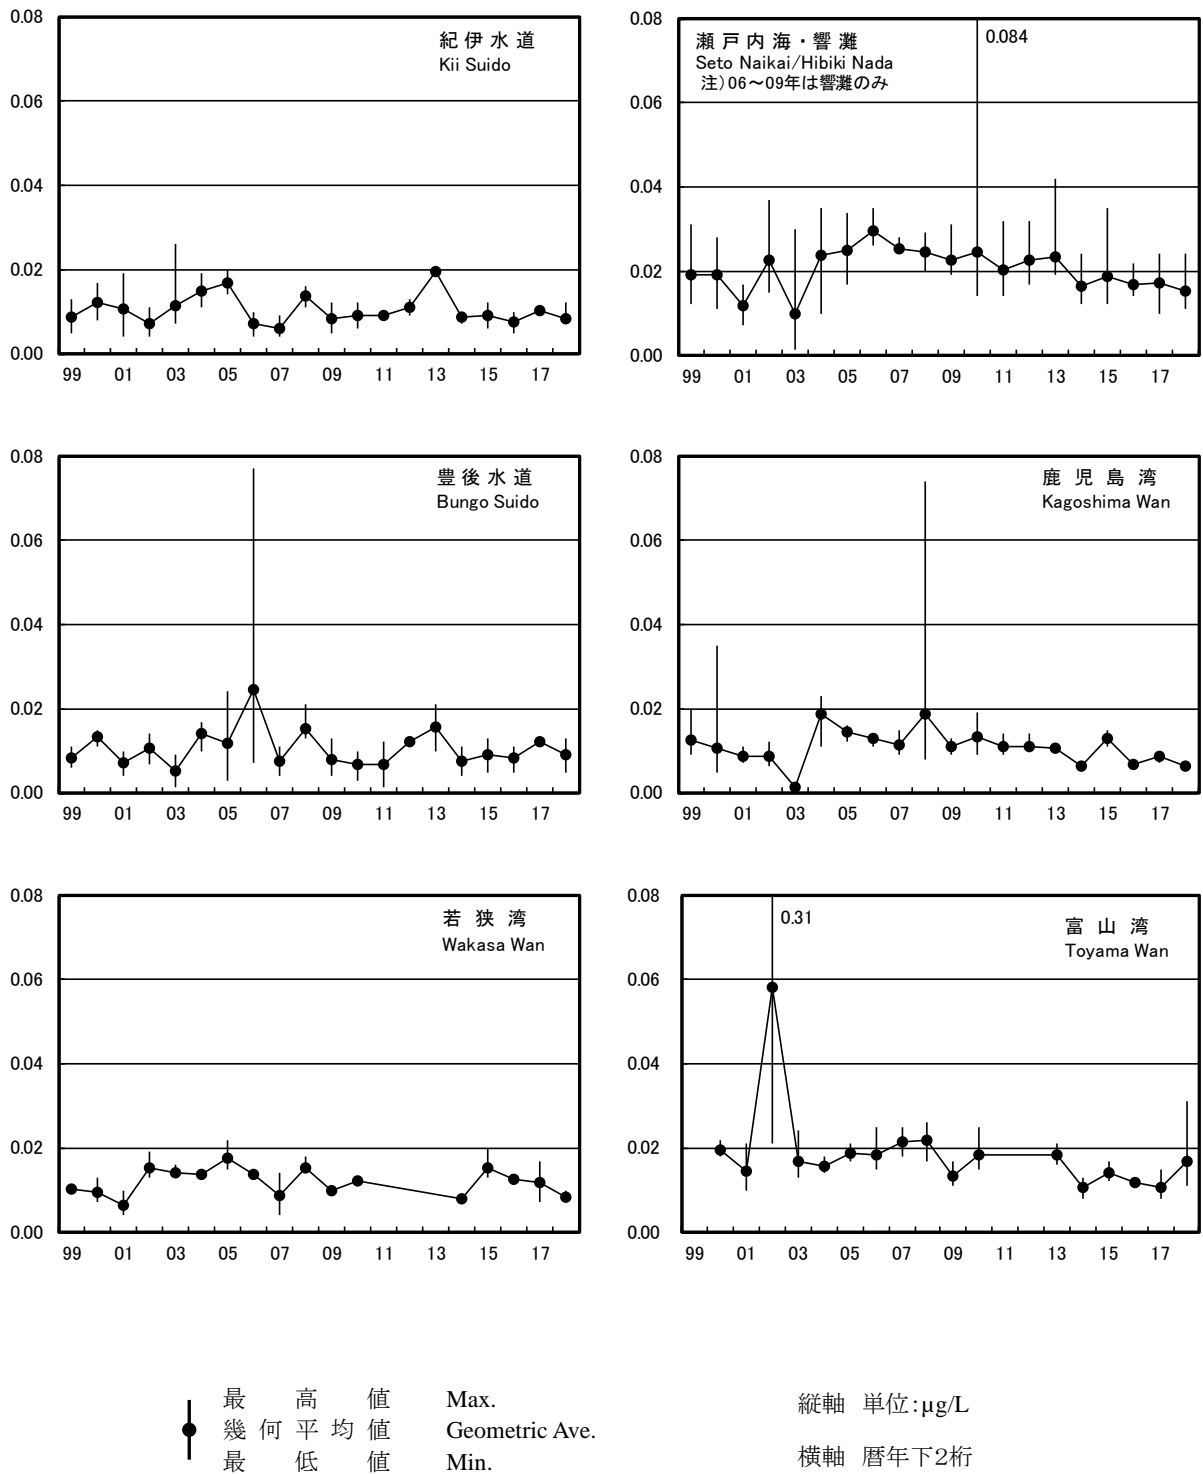 0.08
0.06
0.04
0.02
0.00
99 01 03 05 07 09 11 13 15 17
紀伊水道
Kii Suido
0.08
0.06
0.04
0.02
0.00
99 01 03 05 07 09 11 13 15 17
瀬戸内海・響灘
Seto Naikai/Hibiki Nada
注)06～09年は響灘のみ
0.084
0.08
0.06
0.04
0.02
0.00
99 01 03 05 07 09 11 13 15 17
豊後水道
Bungo Suido
0.08
0.06
0.04
0.02
0.00
99 01 03 05 07 09 11 13 15 17
鹿児島湾
Kagoshima Wan
0.08
0.06
0.04
0.02
0.00
99 01 03 05 07 09 11 13 15 17
若狭湾
Wakasa Wan
0.08
0.06
0.04
0.02
0.00
99 01 03 05 07 09 11 13 15 17
0.31
富山湾
Toyama Wan
最高値 Max.
幾何平均値 Geometric Ave.
最低値 Min.
縦軸 単位:µg/L
横軸 暦年下2桁